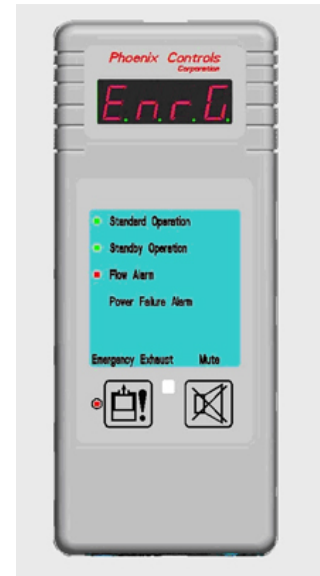 Phoenix Controls
Corporation
E.n.r.G.
Standard Operation
Standby Operation
Flow Alarm
Power Failure Alarm
Emergency Exhaust Mute